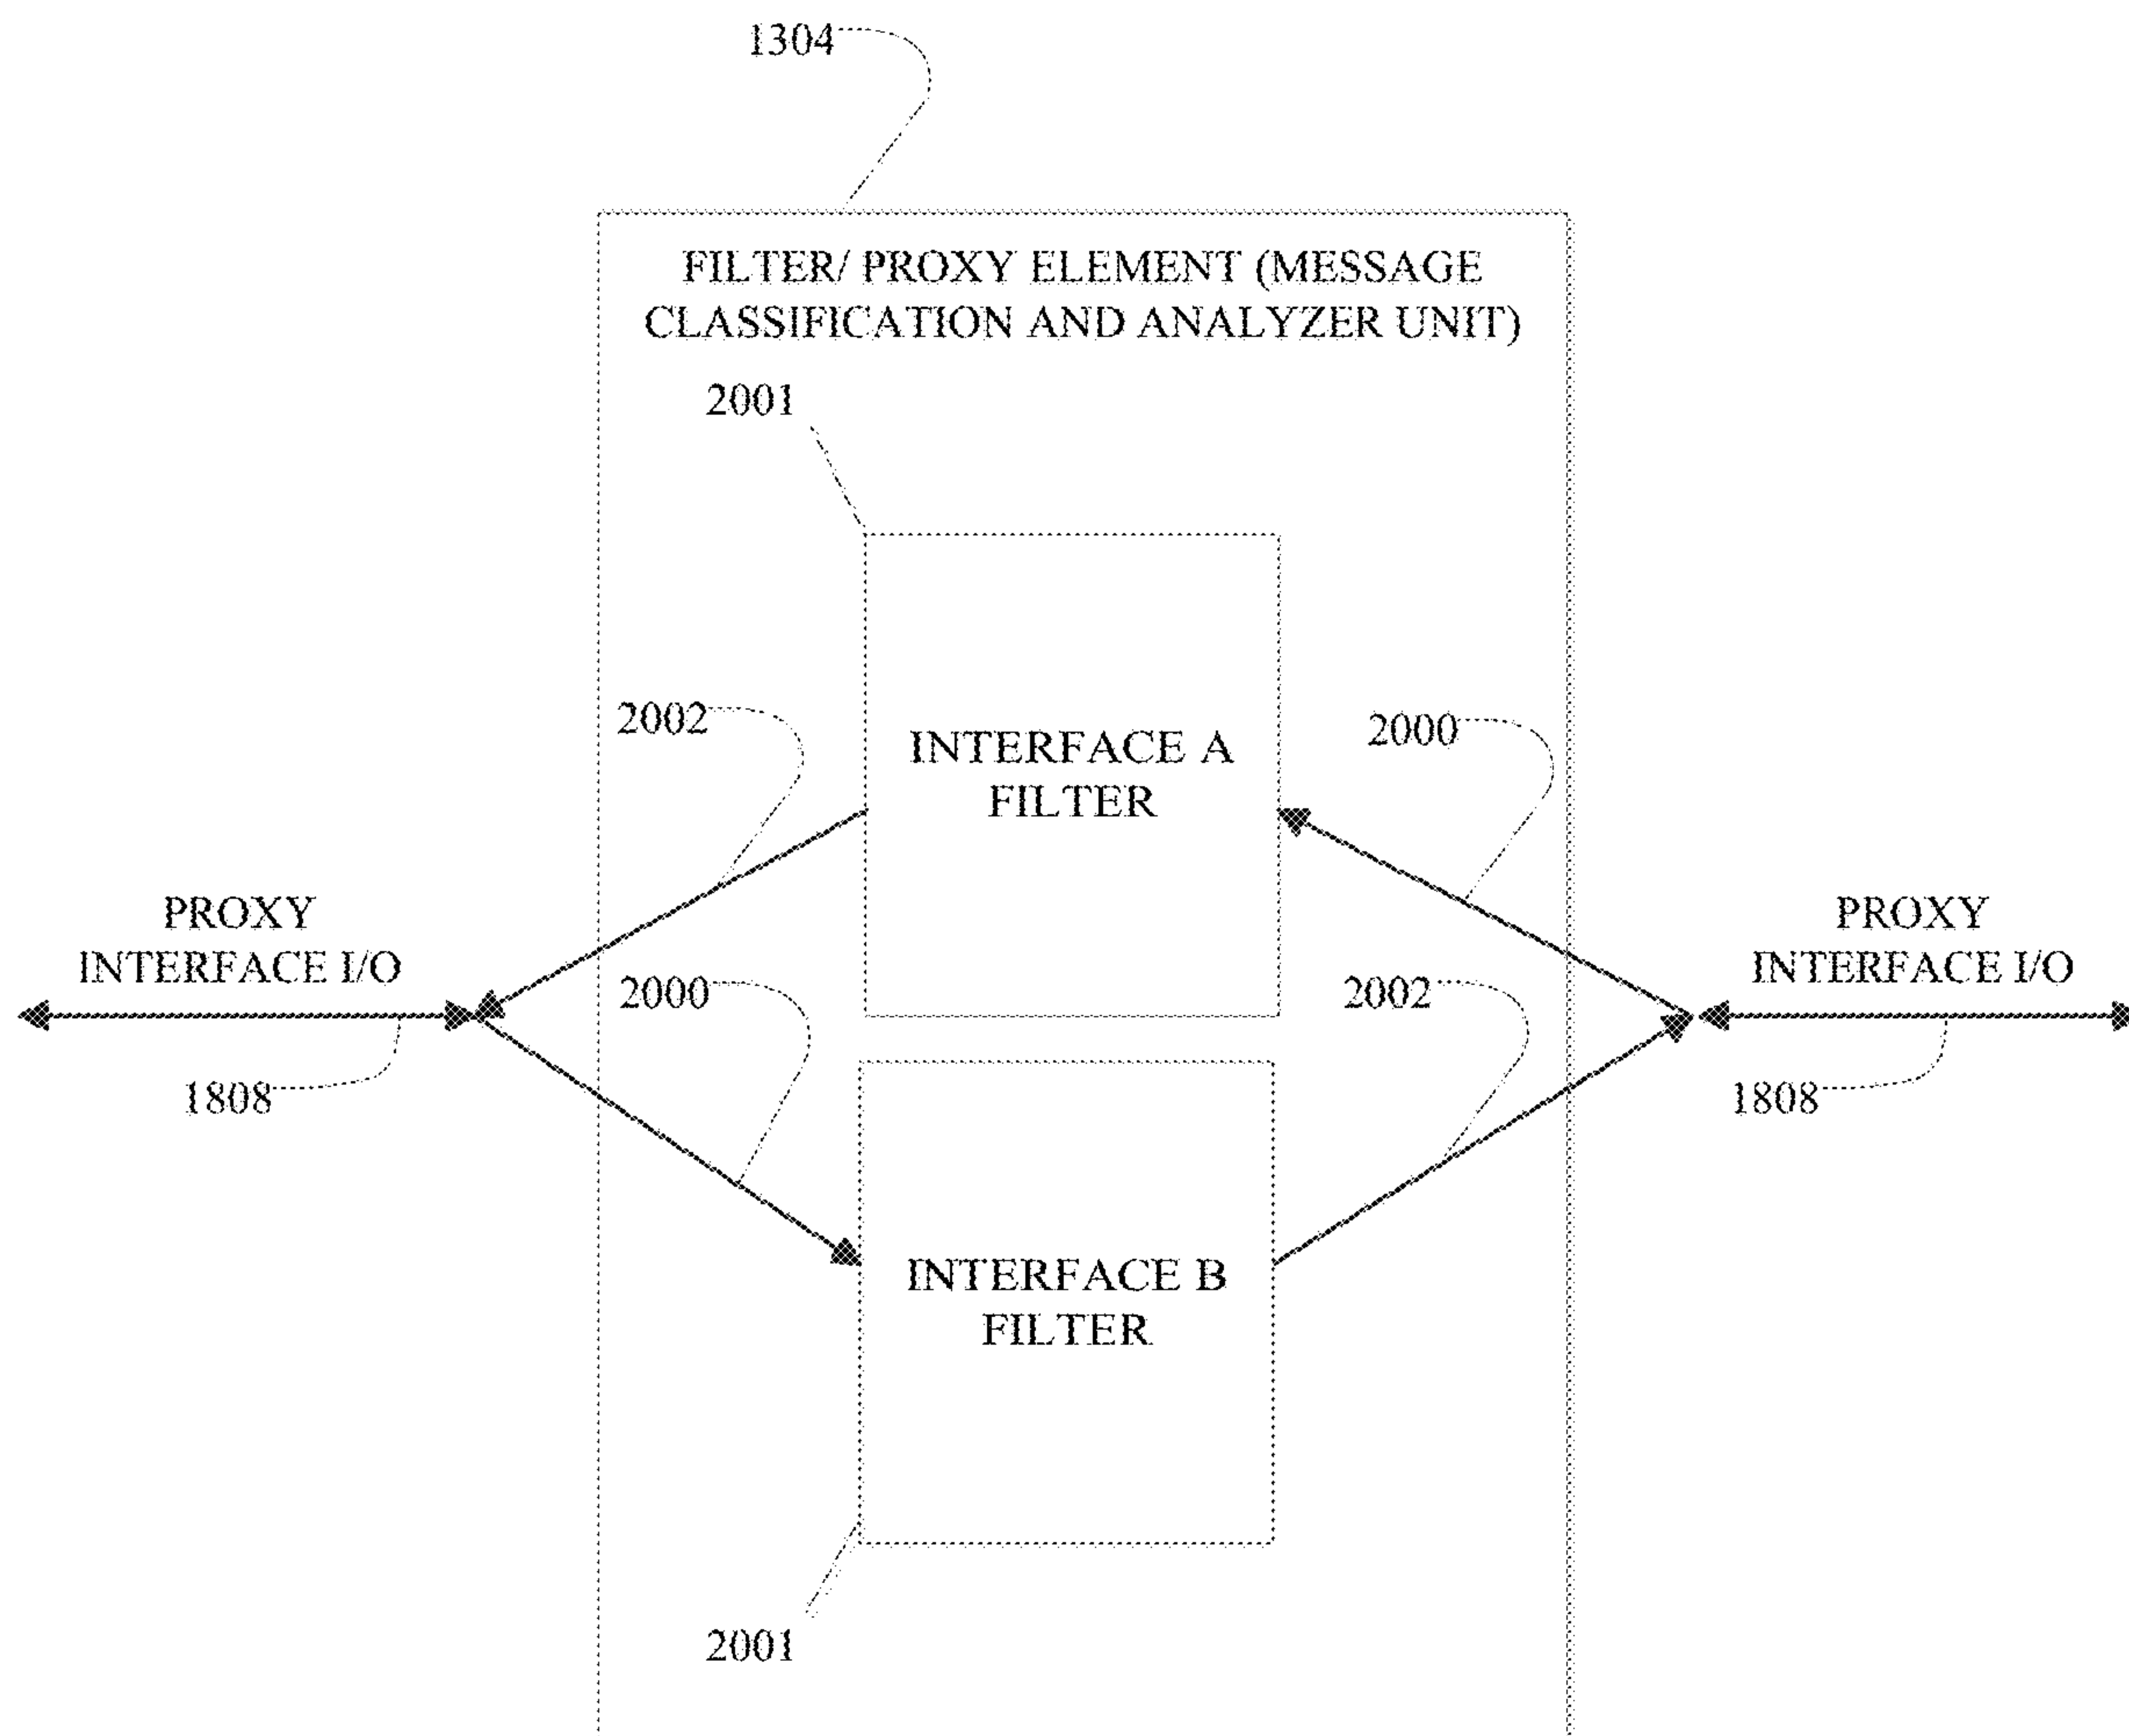 1304
FILTER/ PROXY ELEMENT (MESSAGE
CLASSIFICATION AND ANALYZER UNIT)
2001
2002
2000
INTERFACE A
FILTER
PROXY
INTERFACE I/O
PROXY
INTERFACE I/O
2000
2002
1808
1808
INTERFACE B
FILTER
2001